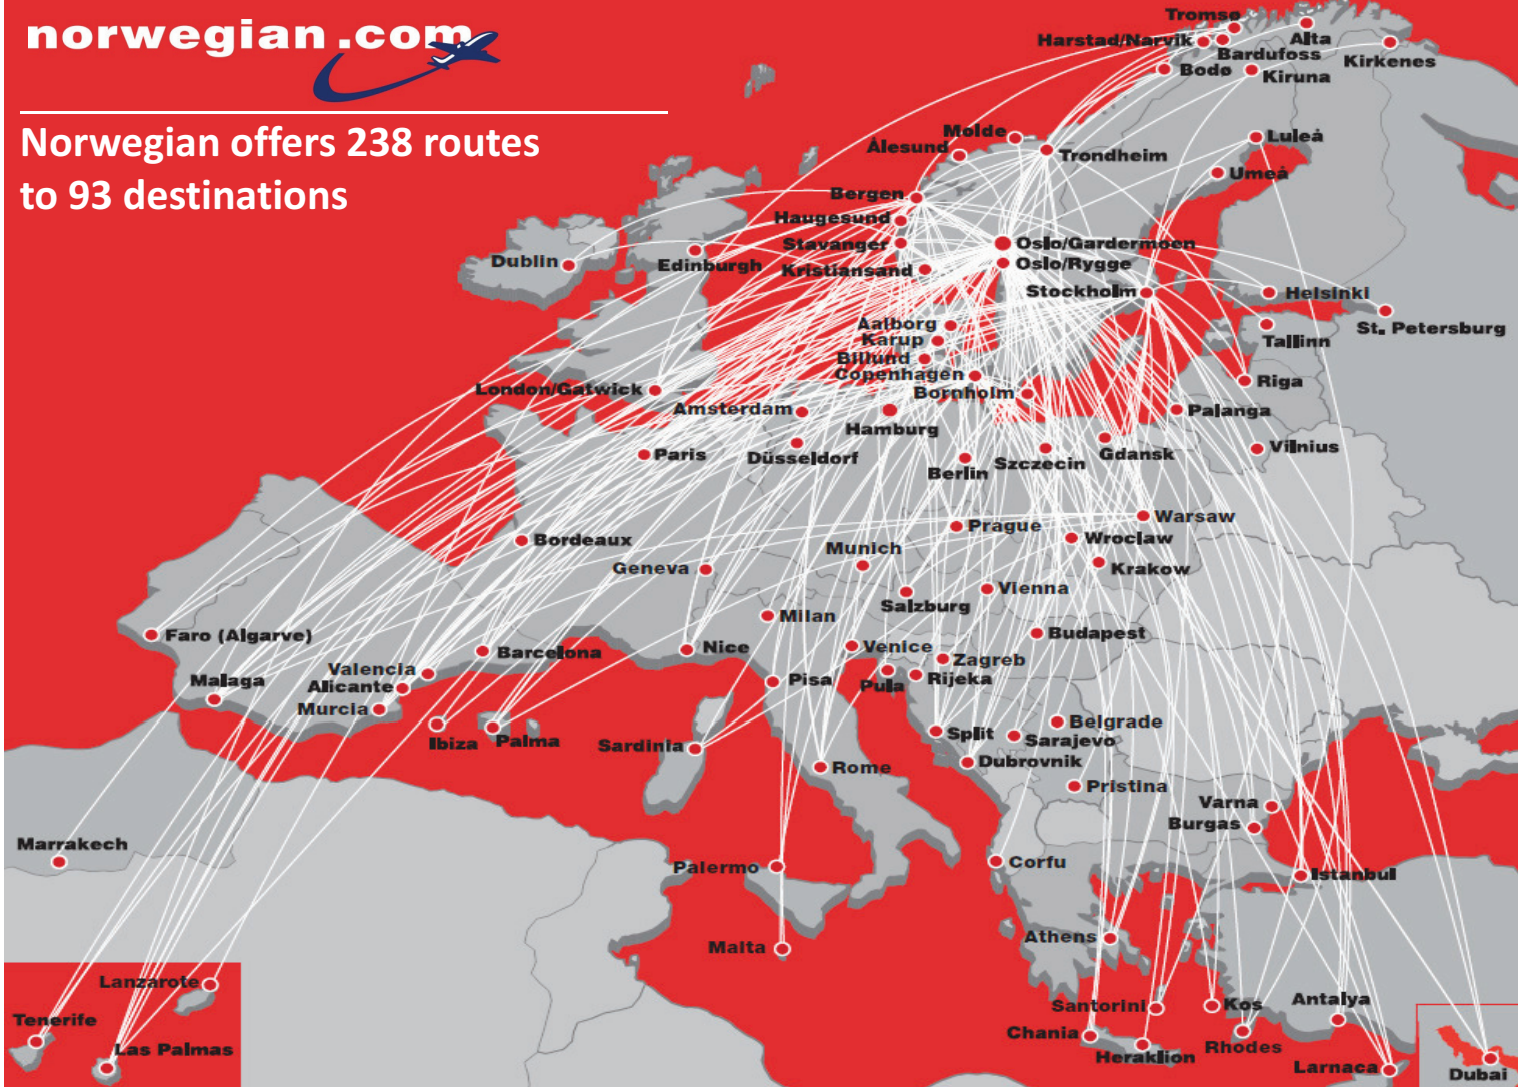 norwegian.com
Norwegian offers 238 routes
to 93 destinations
Tromsø
Harstad/Narvik
Alta
Bardufoss
Kirkenes
Bodø
Kiruna
Molde
Luleå
Ålesund
Trondheim
Umeå
Bergen
Haugesund
Stavanger
Oslo/Gardermoen
Dublin
Edinburgh
Kristiansand
Oslo/Rygge
Stockholm
Helsinki
Aalborg
St. Petersburg
Karup
Tallinn
Billund
Copenhagen
Riga
London/Gatwick
Bornholm
Amsterdam
Palanga
Hamburg
Paris
Düsseldorf
Berlin
Szczecin
Gdansk
Vilnius
Warsaw
Prague
Bordeaux
Wroclaw
Munich
Geneva
Krakow
Salzburg
Vienna
Milan
Faro (Algarve)
Budapest
Barcelona
Nice
Venice
Valencia
Zagreb
Malaga
Alicante
Pisa
Pula
Rijeka
Murcia
Belgrade
Ibiza
Palma
Sardinia
Split
Sarajevo
Dubrovnik
Rome
Pristina
Varna
Burgas
Marrakech
Palermo
Corfu
Istanbul
Athens
Malta
Lanzarote
Santorini
Kos
Antalya
Tenerife
Chania
Las Palmas
Heraklion
Rhodes
Larnaca
Dubai